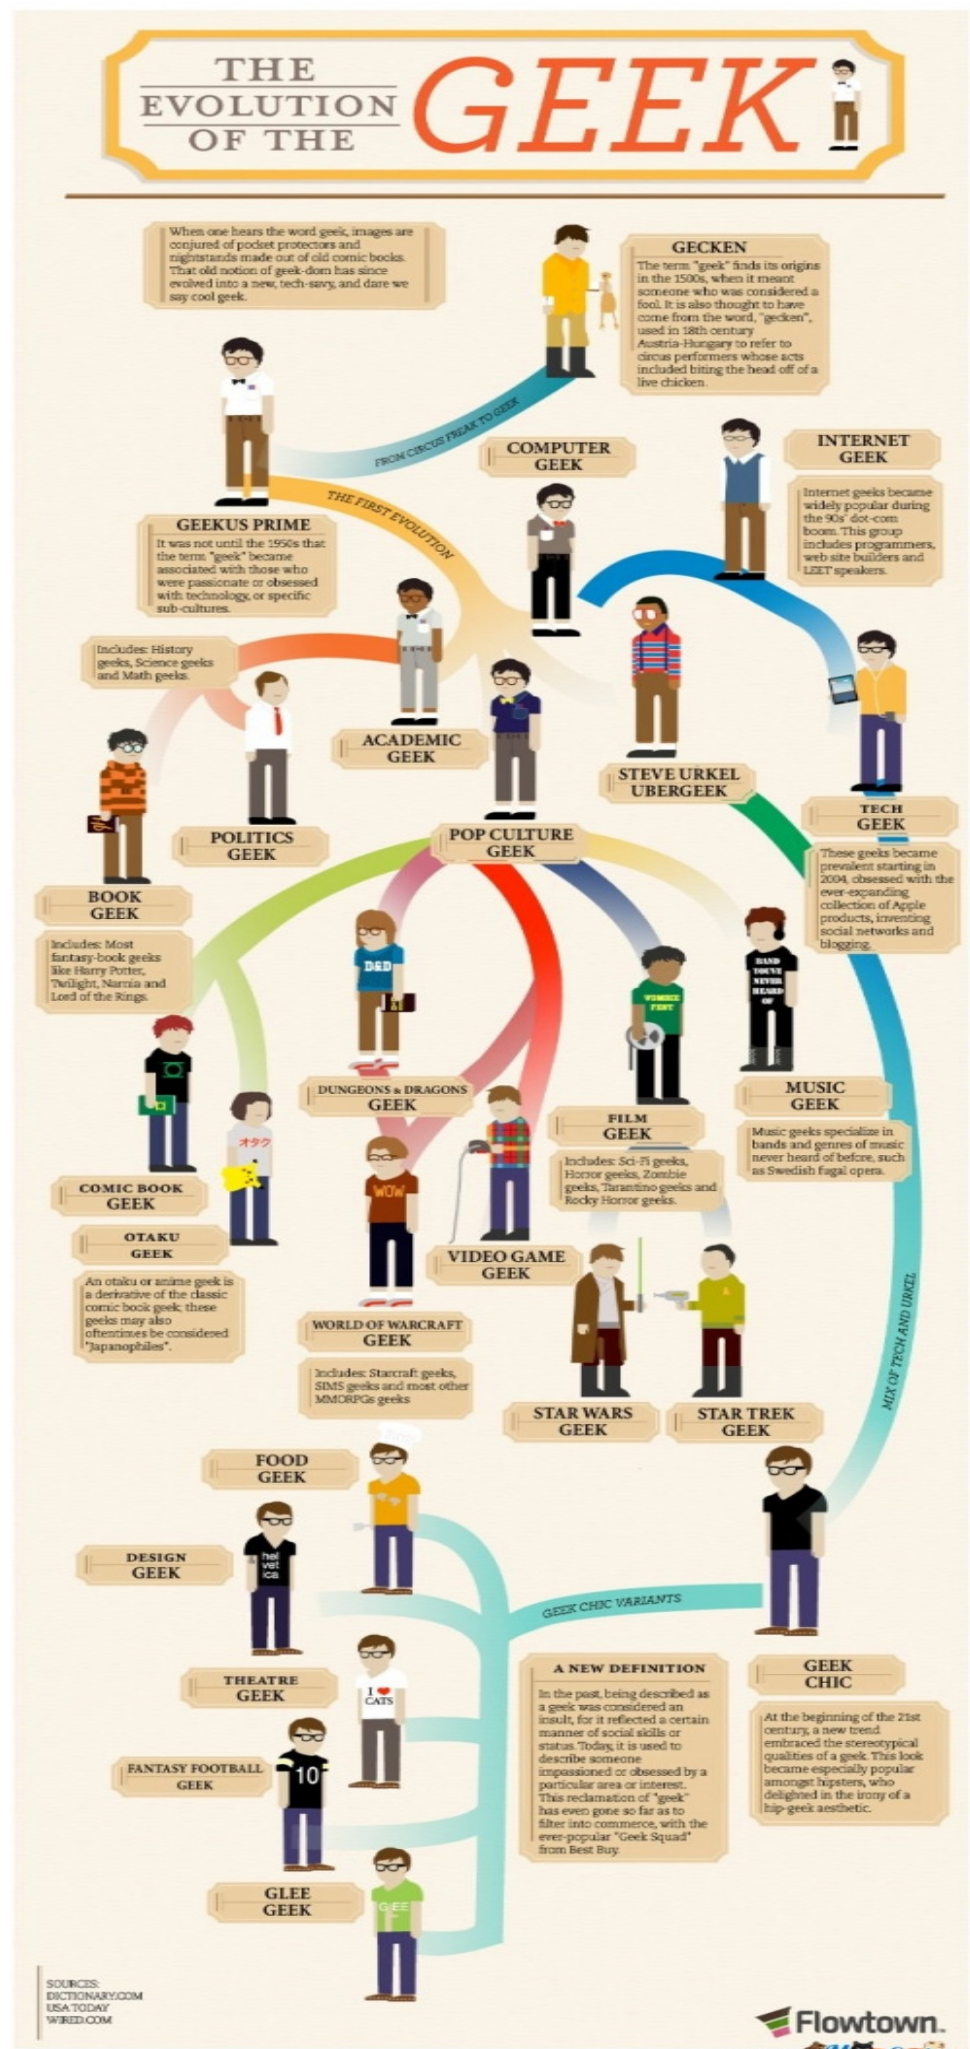 THE
EVOLUTION
OF THE
GEEK
When one hears the word geek, images are
conjured of pocket protectors and
nightstands made out of old comic books.
That old notion of geek-dom has since
evolved into a new, tech-savy, and dare we
say cool geek.
GECKEN
The term "geek" finds its origins
in the 1500s, when it meant
someone who was considered a
fool. It is also thought to have
come from the word, "gecken",
used in 18th century
Austria-Hungary to refer to
circus performers whose acts
included biting the head off of a
live chicken.
FROM CIRCUS FREAK TO GEEK
THE FIRST EVOLUTION
GEEKUS PRIME
It was not until the 1950s that
the term "geek" became
associated with those who
were passionate or obsessed
with technology, or specific
sub-cultures.
COMPUTER
GEEK
INTERNET
GEEK
Internet geeks became
widely popular during
the 90s' dot-com
boom. This group
includes programmers,
web site builders and
LEET speakers.
Includes: History
geeks, Science geeks
and Math geeks.
ACADEMIC
GEEK
STEVE URKEL
UBERGEEK
TECH
GEEK
These geeks became
prevalent starting in
2004, obsessed with the
ever-expanding
collection of Apple
products, inventing
social networks and
blogging.
POLITICS
GEEK
POP CULTURE
GEEK
BOOK
GEEK
Includes: Most
fantasy-book geeks
like Harry Potter,
Twilight, Narnia and
Lord of the Rings.
D&D
DUNGEONS & DRAGONS
GEEK
ZOMBIE
FEST
FILM
GEEK
Includes: Sci-Fi geeks,
Horror geeks, Zombie
geeks, Tarantino geeks and
Rocky Horror geeks.
BAND
YOUVE
NEVER
HEARD
OF
MUSIC
GEEK
Music geeks specialize in
bands and genres of music
never heard of before, such
as Swedish fugal opera.
COMIC BOOK
GEEK
オタク
OTAKU
GEEK
An otaku or anime geek is
a derivative of the classic
comic book geek; these
geeks may also
oftentimes be considered
"Japanophiles".
WOW
WORLD OF WARCRAFT
GEEK
Includes: Starcraft geeks,
SIMS geeks and most other
MMORPGs geeks
VIDEO GAME
GEEK
STAR WARS
GEEK
STAR TREK
GEEK
MIX OF TECH AND URKEL
FOOD
GEEK
DESIGN
GEEK
hel
vet
ica
GEEK CHIC VARIANTS
THEATRE
GEEK
I ❤
CATS
FANTASY FOOTBALL
GEEK
10
GLEE
GEEK
A NEW DEFINITION
In the past, being described as
a geek was considered an
insult, for it reflected a certain
manner of social skills or
status. Today, it is used to
describe someone
impassioned or obsessed by a
particular area or interest.
This reclamation of "geek"
has even gone so far as to
filter into commerce, with the
ever-popular "Geek Squad"
from Best Buy.
GEEK
CHIC
At the beginning of the 21st
century, a new trend
embraced the stereotypical
qualities of a geek. This look
became especially popular
amongst hipsters, who
delighted in the irony of a
hip-geek aesthetic.
SOURCES:
DICTIONARY.COM
USA TODAY
WIRED.COM
Flowtown